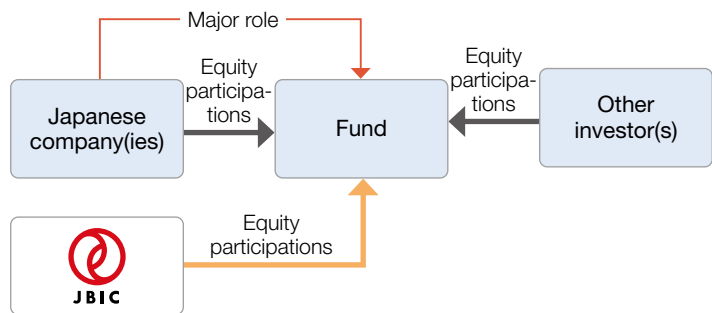 Major role
Equity
participa-
tions
Equity
participa-
tions
Japanese
company(ies)
Fund
Other
investor(s)
Equity
participations
JBIC